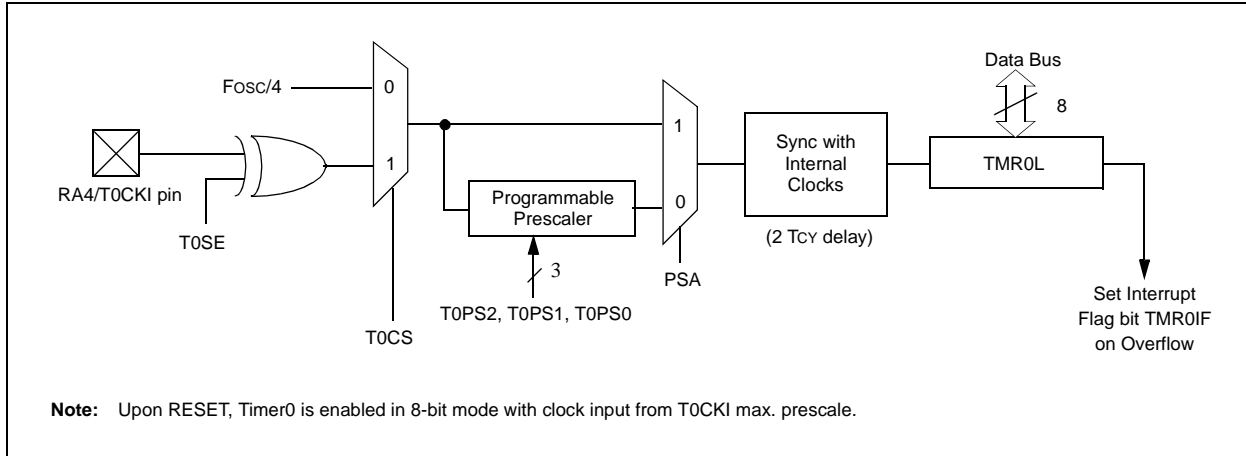 Data Bus
8
FOSC/4
0
1
1
0
RA4/T0CKI pin
T0SE
T0CS
Programmable
Prescaler
3
T0PS2, T0PS1, T0PS0
PSA
Sync with
Internal
Clocks
(2 TCY delay)
TMR0L
Set Interrupt
Flag bit TMR0IF
on Overflow
Note: Upon RESET, Timer0 is enabled in 8-bit mode with clock input from T0CKI max. prescale.